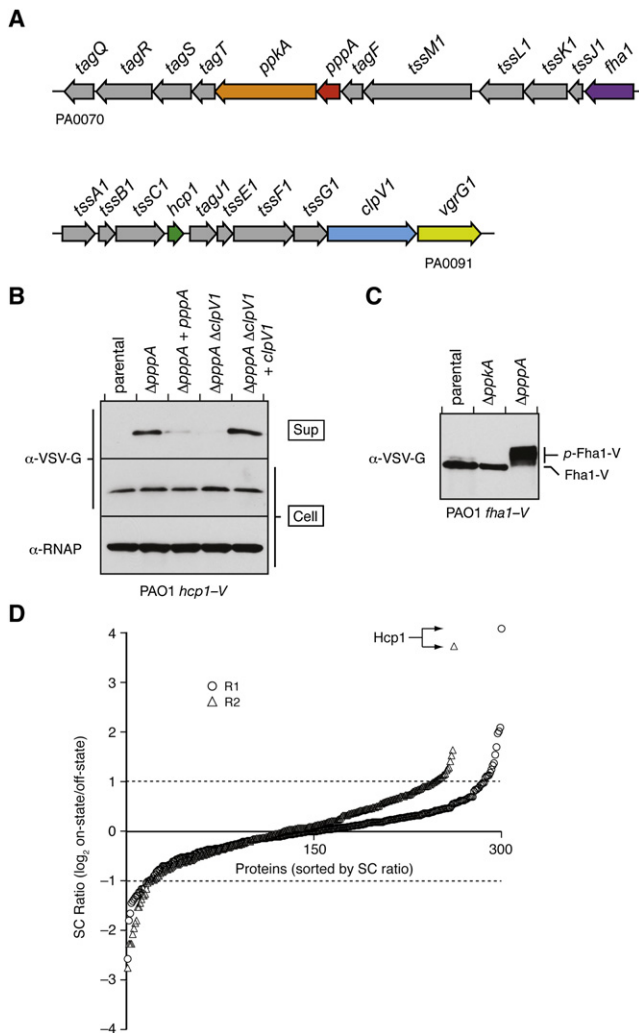 A
tagQ tagR tagS tagT ppkA pppA tagF tssM1 tssL1 tssK1 tssJ1 fha1
PA0070
tssA1 tssB1 tssC1 hcp1 tagJ1 tssE1 tssF1 tssG1 clpV1 vgrG1
PA0091
B
parental
ΔpppA
ΔpppA + pppA
ΔpppA ΔclpV1
ΔpppA ΔclpV1
+ clpV1
α-VSV-G
Sup
Cell
α-RNAP
PAO1 hcp1–V
C
parental
ΔppkA
ΔpppA
α-VSV-G
p-Fha1-V
Fha1-V
PAO1 fha1–V
D
SC Ratio (log₂ on-state/off-state)
4
3
2
1
0
−1
−2
−3
−4
Hcp1
R1
R2
150
300
Proteins (sorted by SC ratio)